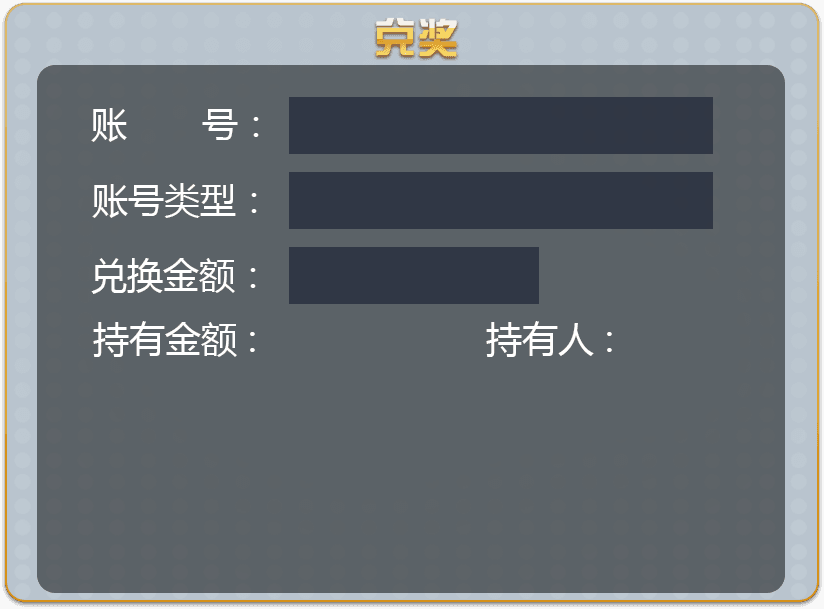 兑奖
账 号：
账号类型：
兑换金额：
持有金额： 持有人：